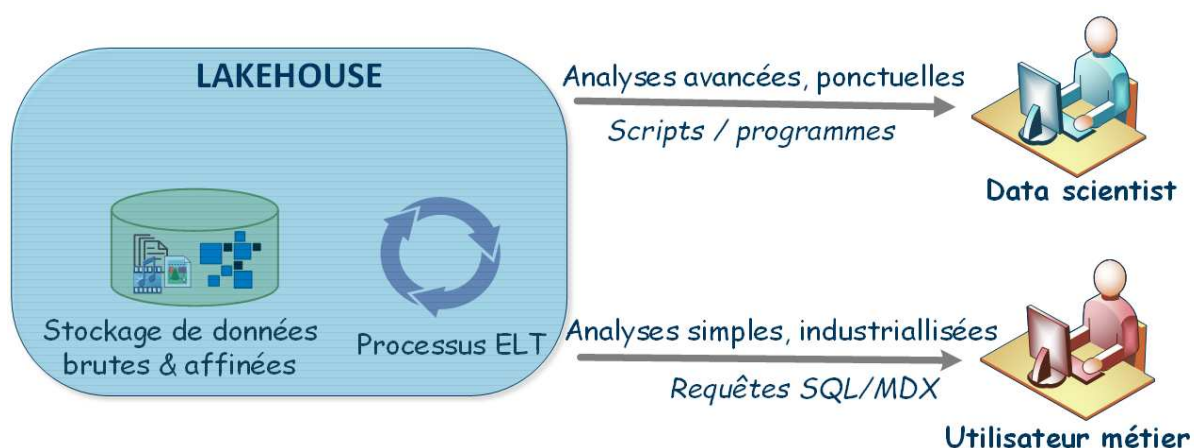 LAKEHOUSE
Analyses avancées, ponctuelles
Scripts / programmes
Data scientist
Stockage de données
brutes & affinées
Processus ELT
Analyses simples, industriallisées
Requêtes SQL/MDX
Utilisateur métier